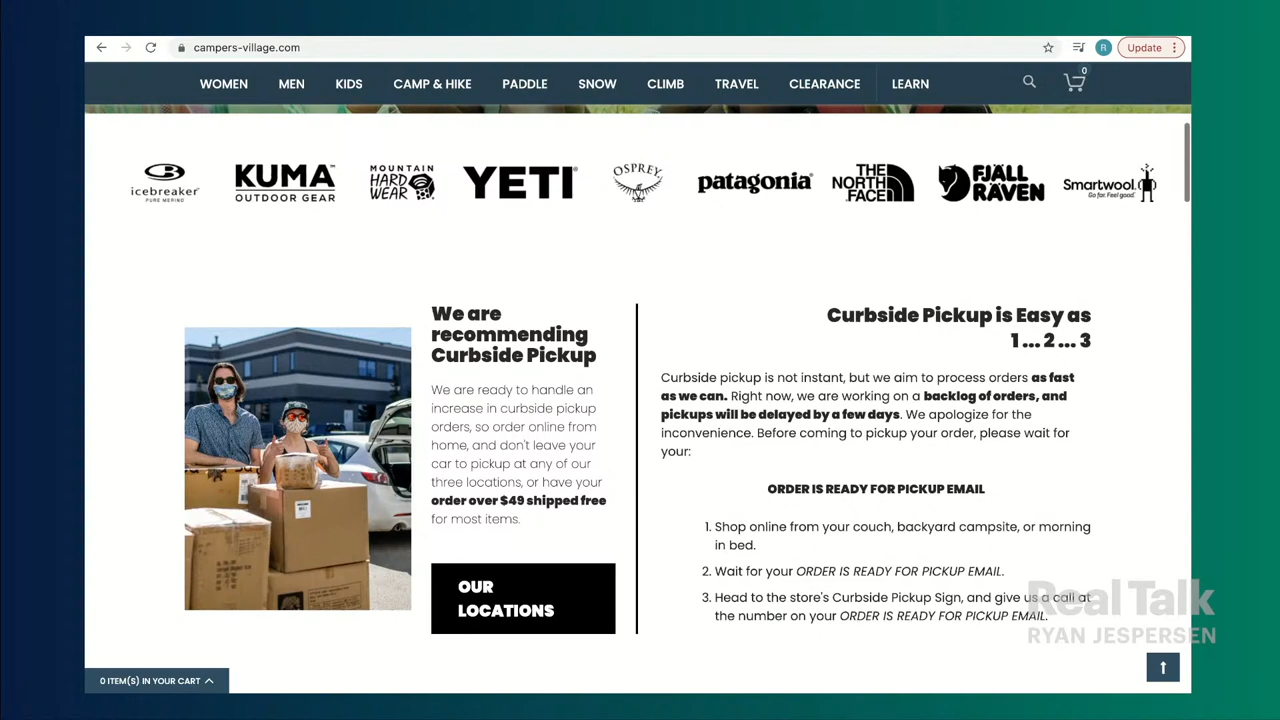 campers-village.com
R
Update
WOMEN MEN KIDS CAMP & HIKE PADDLE SNOW CLIMB TRAVEL CLEARANCE LEARN
0
icebreaker
PURE MERINO
KUMA
OUTDOOR GEAR
MOUNTAIN
HARD
WEAR
YETI
OSPREY
patagonia
THE
NORTH
FACE
FJÄLL
RÄVEN
Smartwool
Go far. Feel good.
We are
recommending
Curbside Pickup
We are ready to handle an
increase in curbside pickup
orders, so order online from
home, and don't leave your
car to pickup at any of our
three locations, or have your
order over $49 shipped free
for most items.
OUR
LOCATIONS
Curbside Pickup is Easy as
1 ... 2 ... 3
Curbside pickup is not instant, but we aim to process orders as fast
as we can. Right now, we are working on a backlog of orders, and
pickups will be delayed by a few days. We apologize for the
inconvenience. Before coming to pickup your order, please wait for
your:
ORDER IS READY FOR PICKUP EMAIL
1. Shop online from your couch, backyard campsite, or morning
in bed.
2. Wait for your ORDER IS READY FOR PICKUP EMAIL.
3. Head to the store's Curbside Pickup Sign, and give us a call at
the number on your ORDER IS READY FOR PICKUP EMAIL.
Real Talk
RYAN JESPERSEN
0 ITEM(S) IN YOUR CART